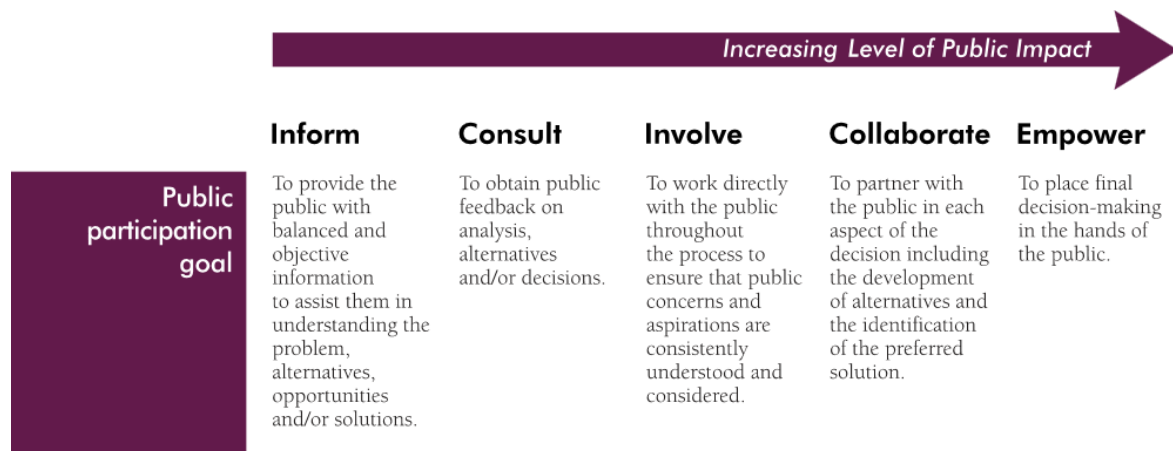 Increasing Level of Public Impact
Inform
Consult
Involve
Collaborate
Empower
Public
participation
goal
To provide the
public with
balanced and
objective
information
to assist them in
understanding the
problem,
alternatives,
opportunities
and/or solutions.
To obtain public
feedback on
analysis,
alternatives
and/or decisions.
To work directly
with the public
throughout
the process to
ensure that public
concerns and
aspirations are
consistently
understood and
considered.
To partner with
the public in each
aspect of the
decision including
the development
of alternatives and
the identification
of the preferred
solution.
To place final
decision-making
in the hands of
the public.